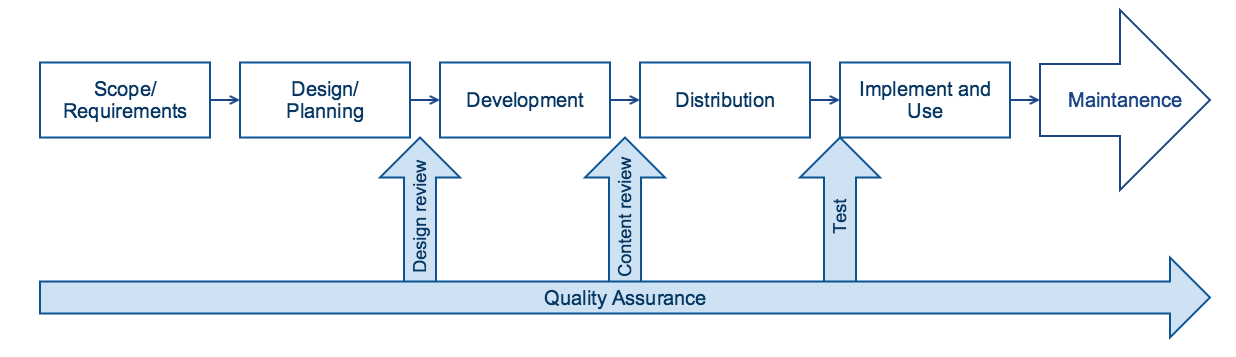 Scope/
Requirements
Design/
Planning
Development
Distribution
Implement and
Use
Maintanence
Design review
Content review
Test
Quality Assurance